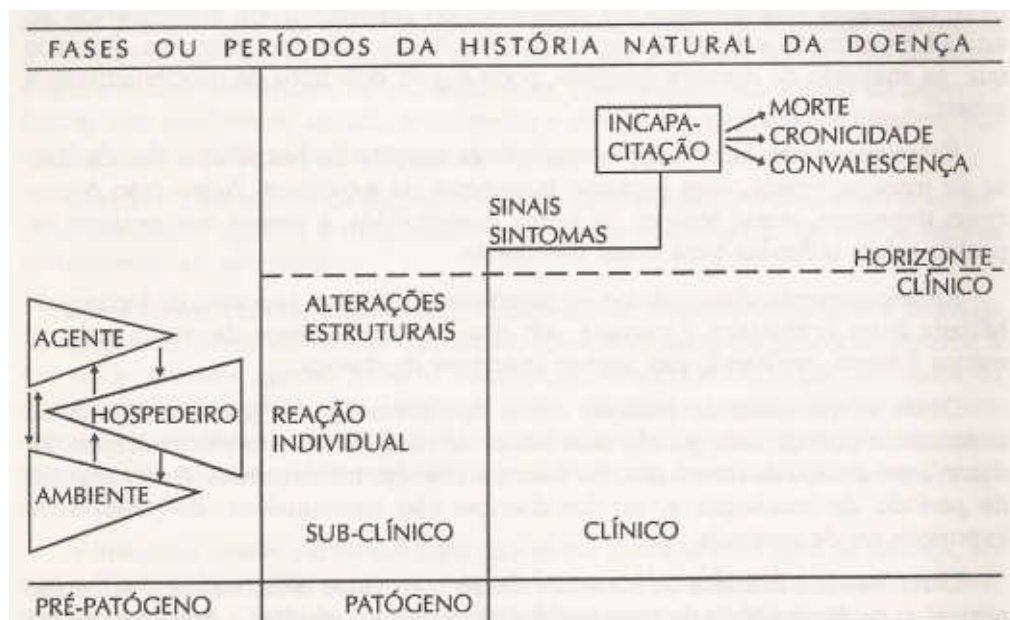 FASES OU PERÍODOS DA HISTÓRIA NATURAL DA DOENÇA
INCAPA-
CITAÇÃO
MORTE
CRONICIDADE
CONVALESCENÇA
SINAIS
SINTOMAS
HORIZONTE
CLÍNICO
ALTERAÇÕES
ESTRUTURAIS
AGENTE
HOSPEDEIRO
REAÇÃO
INDIVIDUAL
AMBIENTE
SUB-CLÍNICO
CLÍNICO
PRÉ-PATÓGENO
PATÓGENO